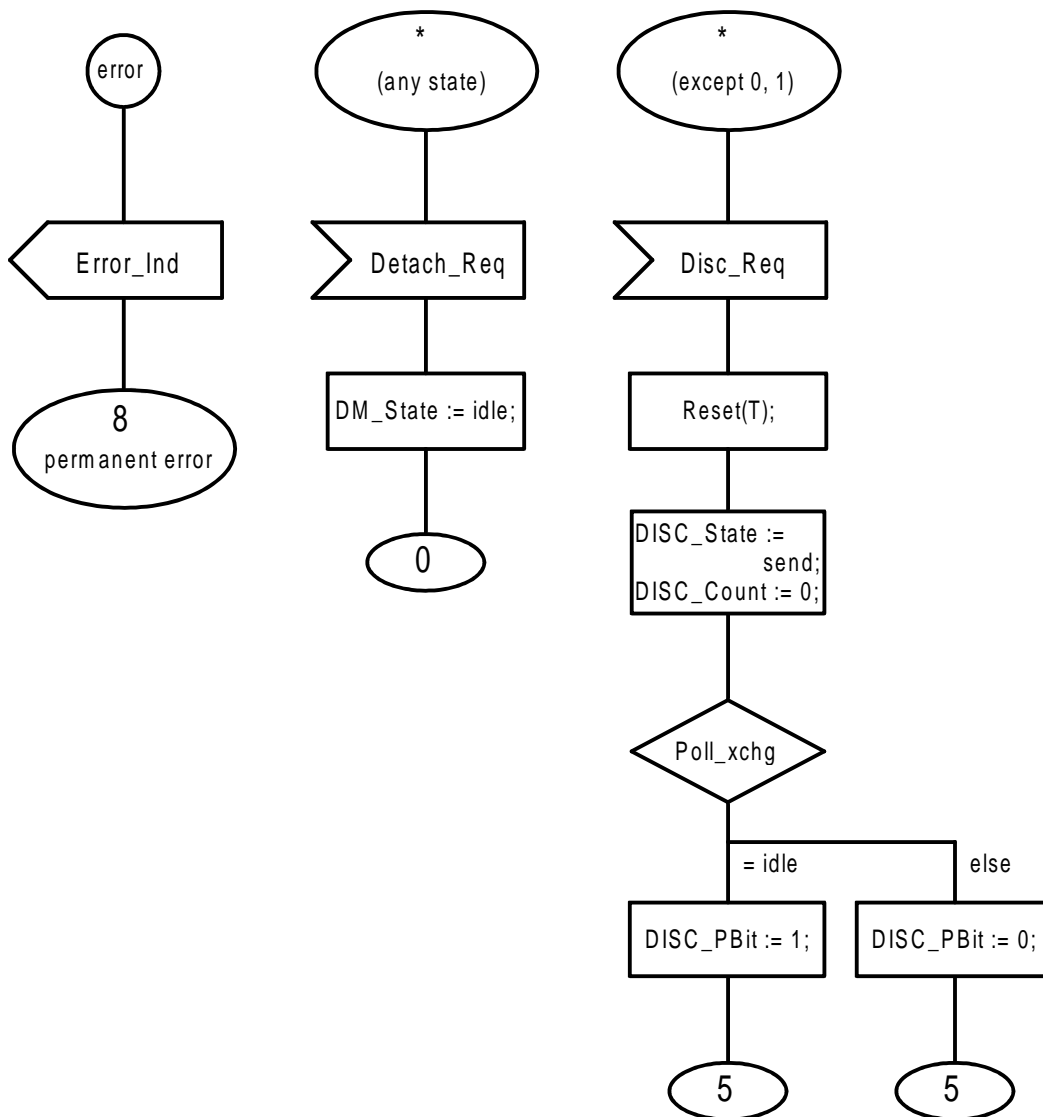 error
Error_Ind
8
permanent error
*
(any state)
Detach_Req
DM_State := idle;
0
*
(except 0, 1)
Disc_Req
Reset(T);
DISC_State :=
send;
DISC_Count := 0;
Poll_xchg
= idle
else
DISC_PBit := 1;
DISC_PBit := 0;
5
5